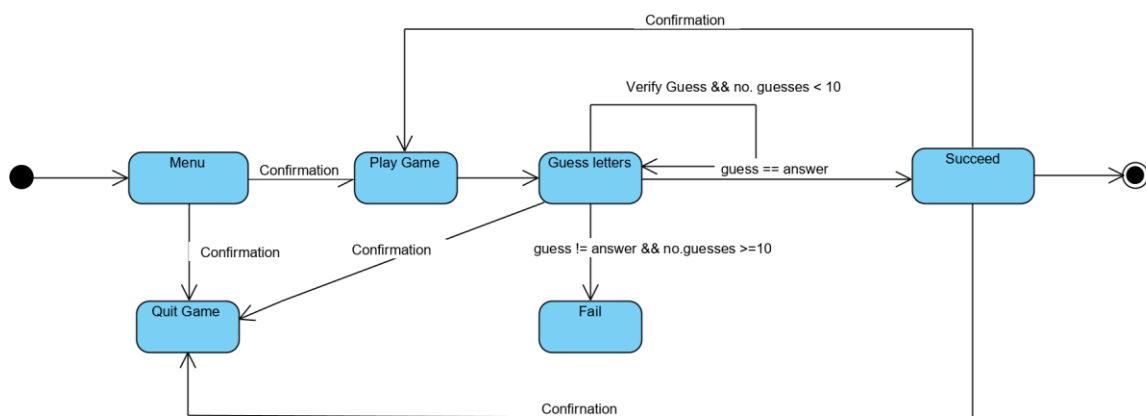 Confirmation
Verify Guess && no. guesses < 10
Menu
Play Game
Guess letters
Succeed
Confirmation
guess == answer
Confirmation
Confirmation
guess != answer && no.guesses >=10
Quit Game
Fail
Confirnation